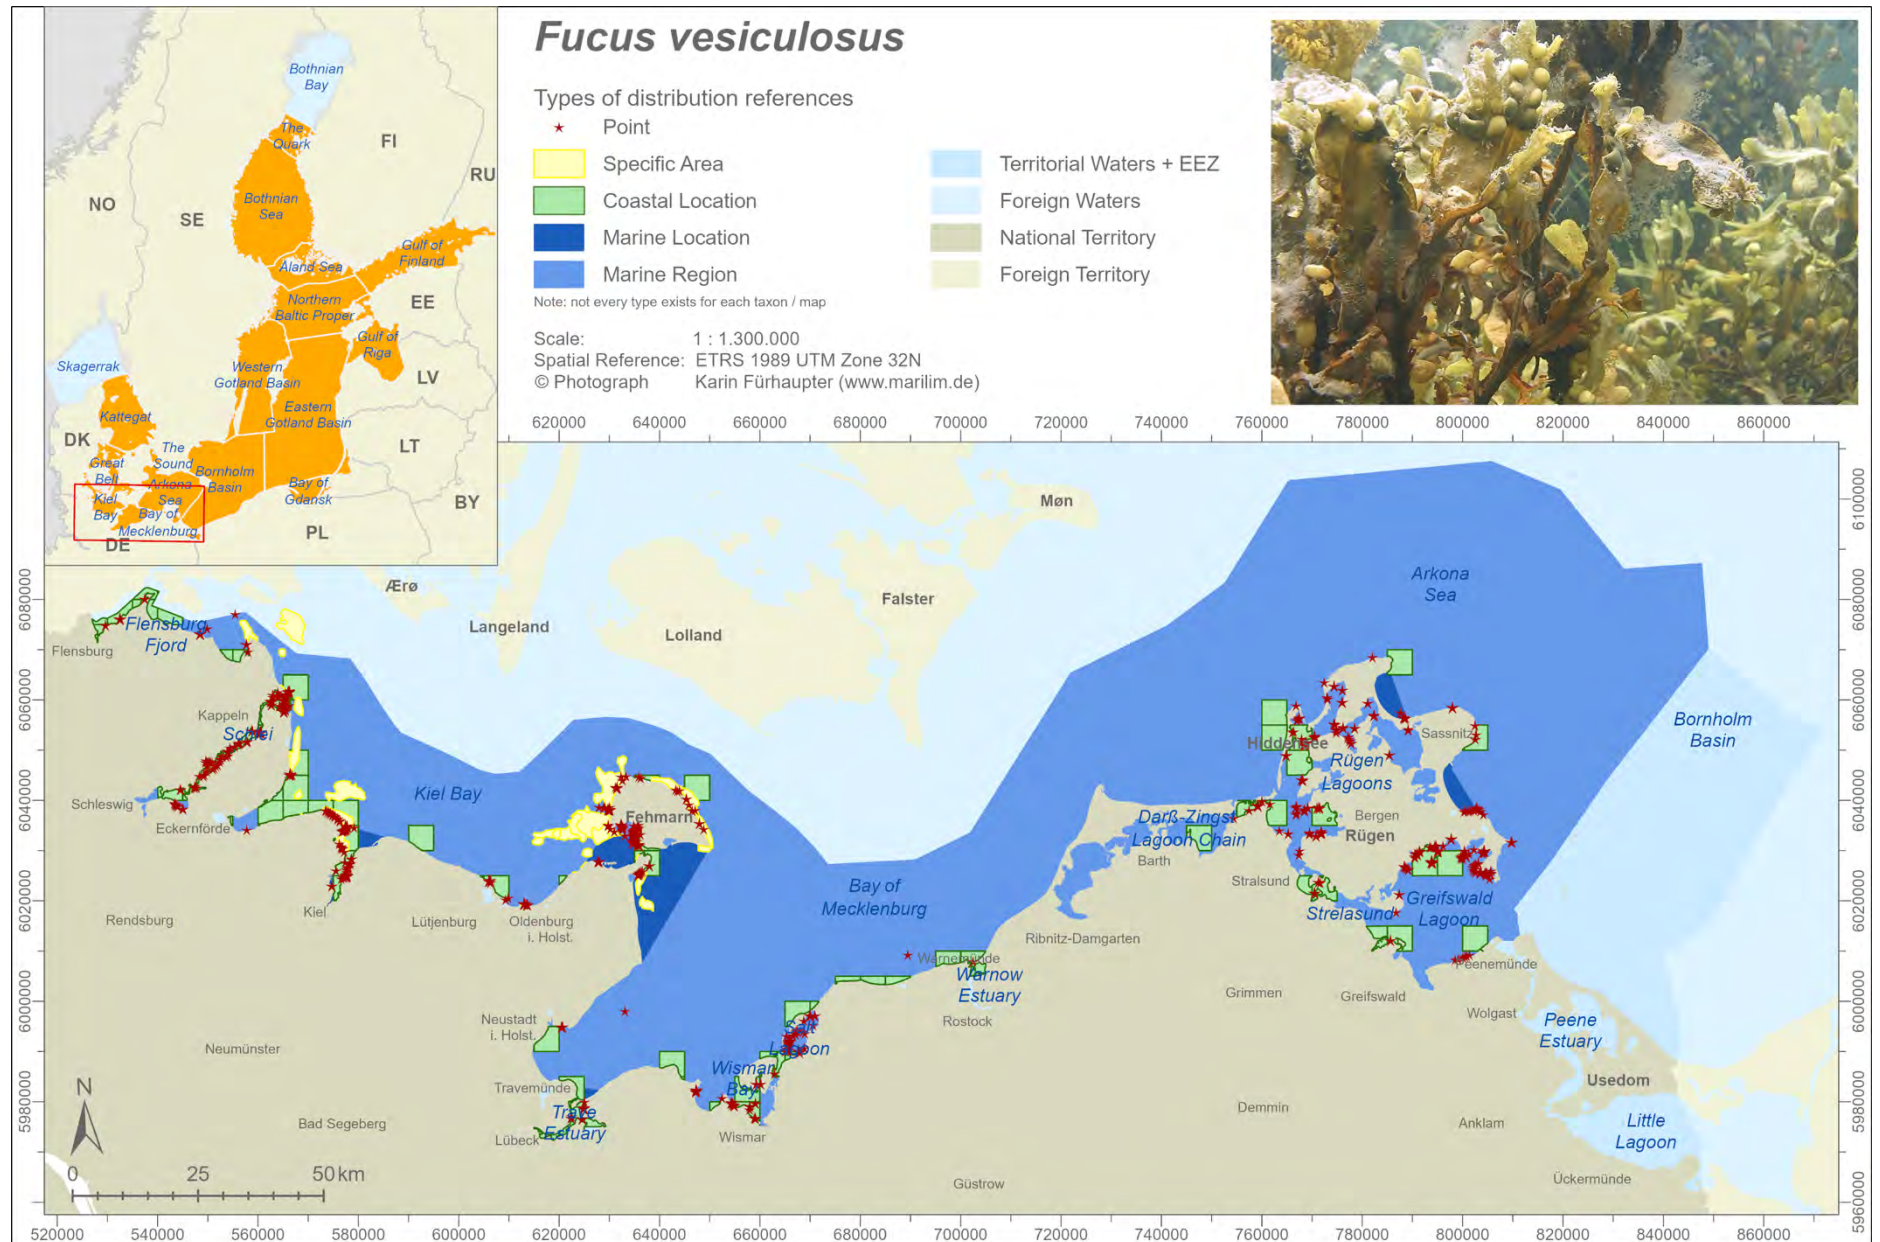 Fucus vesiculosus
Types of distribution references
Point
Specific Area
Coastal Location
Marine Location
Marine Region
Territorial Waters + EEZ
Foreign Waters
National Territory
Foreign Territory
Note: not every type exists for each taxon / map
Scale: 1 : 1.300.000
Spatial Reference: ETRS 1989 UTM Zone 32N
© Photograph Karin Fürhaupter (www.marilim.de)
Bothnian
Bay
The
Quark
FI
RU
NO
SE
Bothnian
Sea
Gulf of
Finland
Åland Sea
Northern
Baltic Proper
EE
Gulf of
Riga
Skagerrak
Western
Gotland Basin
LV
Kattegat
Eastern
Gotland Basin
DK
The
Sound
LT
Great
Belt
Bornholm
Basin
Arkona
Sea
Bay of
Gdansk
Kiel
Bay
Bay of
Mecklenburg
BY
DE
PL
620000 640000 660000 680000 700000 720000 740000 760000 780000 800000 820000 840000 860000
6100000
6080000
6060000
6040000
6020000
6000000
5980000
5960000
6080000
6060000
6040000
6020000
6000000
5980000
Møn
Ærø
Arkona
Sea
Falster
Langeland
Lolland
Flensburg
Fjord
Flensburg
Kappeln
Schlei
Bornholm
Basin
Sassnitz
Hiddensee
Rügen
Lagoons
Kiel Bay
Schleswig
Eckernförde
Fehmarn
Darß-Zingst
Lagoon Chain
Bergen
Rügen
Barth
Stralsund
Bay of
Mecklenburg
Greifswald
Lagoon
Strelasund
Kiel
Rendsburg
Lütjenburg
Oldenburg
i. Holst.
Ribnitz-Damgarten
Warnemünde
Warnow
Estuary
Peenemünde
Grimmen
Greifswald
Wolgast
Neustadt
i. Holst.
Rostock
Salt
Lagoon
Peene
Estuary
Neumünster
Wismar
Bay
Usedom
Travemünde
Trave
Estuary
Demmin
Anklam
Little
Lagoon
N
Bad Segeberg
Lübeck
Wismar
Ückermünde
Güstrow
0 25 50 km
520000 540000 560000 580000 600000 620000 640000 660000 680000 700000 720000 740000 760000 780000 800000 820000 840000 860000